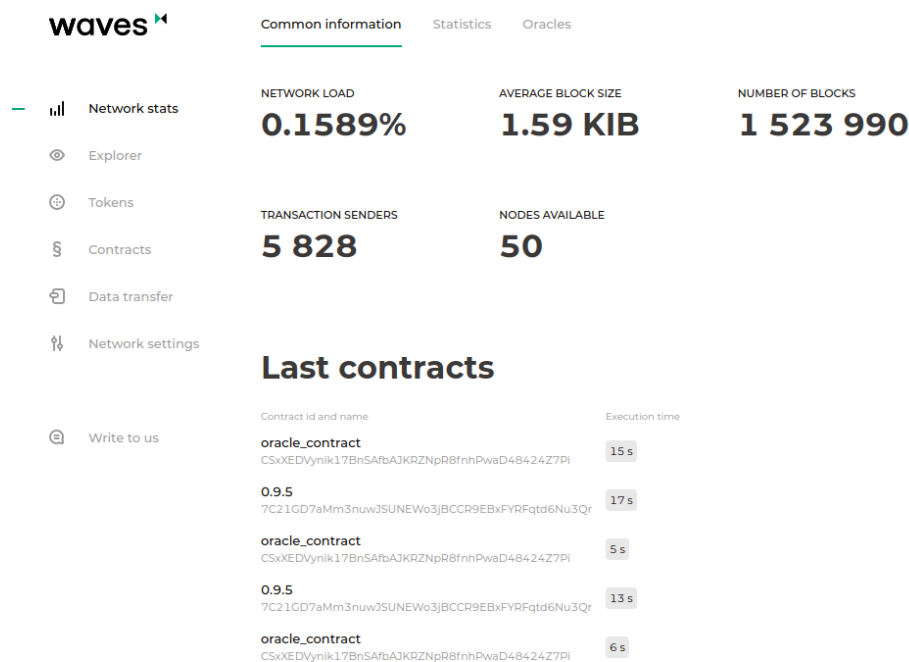 waves
Common information
Statistics
Oracles
Network stats
Explorer
Tokens
Contracts
Data transfer
Network settings
Write to us
NETWORK LOAD
0.1589%
AVERAGE BLOCK SIZE
1.59 KIB
NUMBER OF BLOCKS
1 523 990
TRANSACTION SENDERS
5 828
NODES AVAILABLE
50
Last contracts
Contract id and name
Execution time
oracle_contract
CSxXEDVynik17BnSAfbAJKRZNpR8fnhPwaD48424Z7Pi
15 s
0.9.5
7C21GD7aMm3nuwJSUNEWo3jBCCR9EBxFYRFqtd6Nu3Qr
17 s
oracle_contract
CSxXEDVynik17BnSAfbAJKRZNpR8fnhPwaD48424Z7Pi
5 s
0.9.5
7C21GD7aMm3nuwJSUNEWo3jBCCR9EBxFYRFqtd6Nu3Qr
13 s
oracle_contract
CSxXEDVynik17BnSAfbAJKRZNpR8fnhPwaD48424Z7Pi
6 s